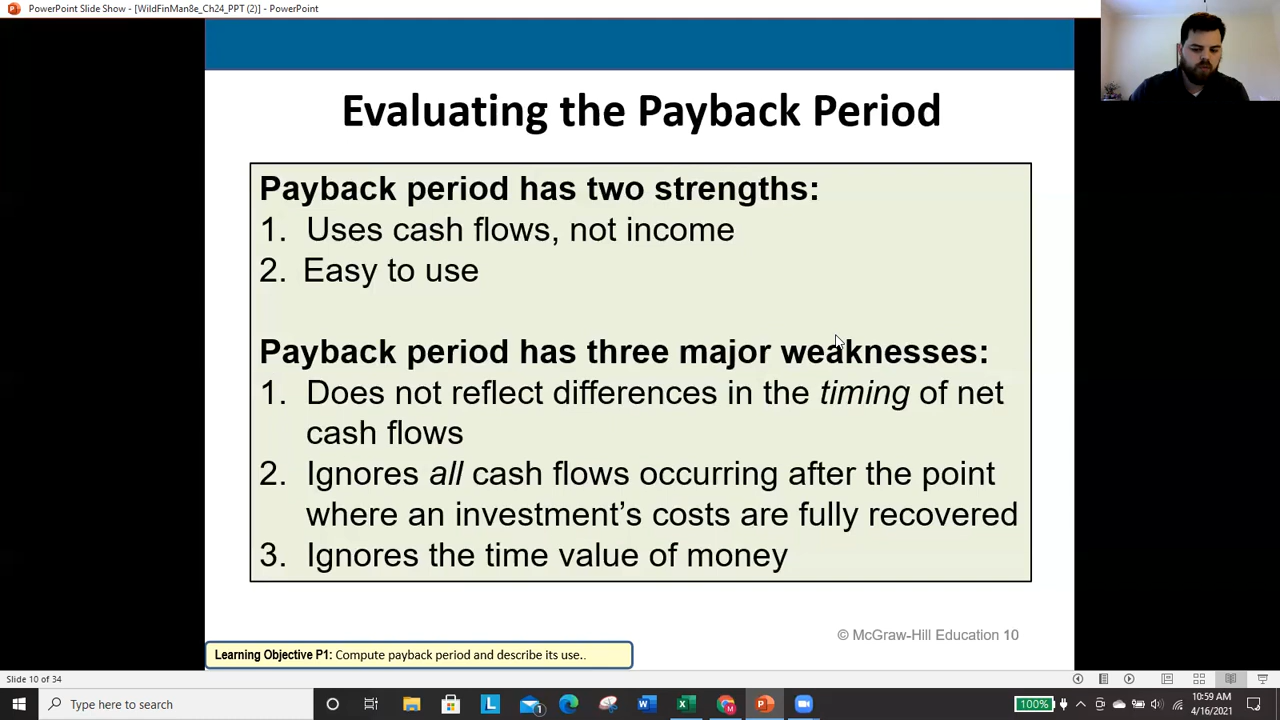 PowerPoint Slide Show - [WildFinMan8e_Ch24_PPT (2)] - PowerPoint
Evaluating the Payback Period
Payback period has two strengths:
1. Uses cash flows, not income
2. Easy to use
Payback period has three major weaknesses:
1. Does not reflect differences in the timing of net
cash flows
2. Ignores all cash flows occurring after the point
where an investment's costs are fully recovered
3. Ignores the time value of money
© McGraw-Hill Education 10
Learning Objective P1: Compute payback period and describe its use..
Slide 10 of 34
Type here to search
100%
10:59 AM
4/16/2021